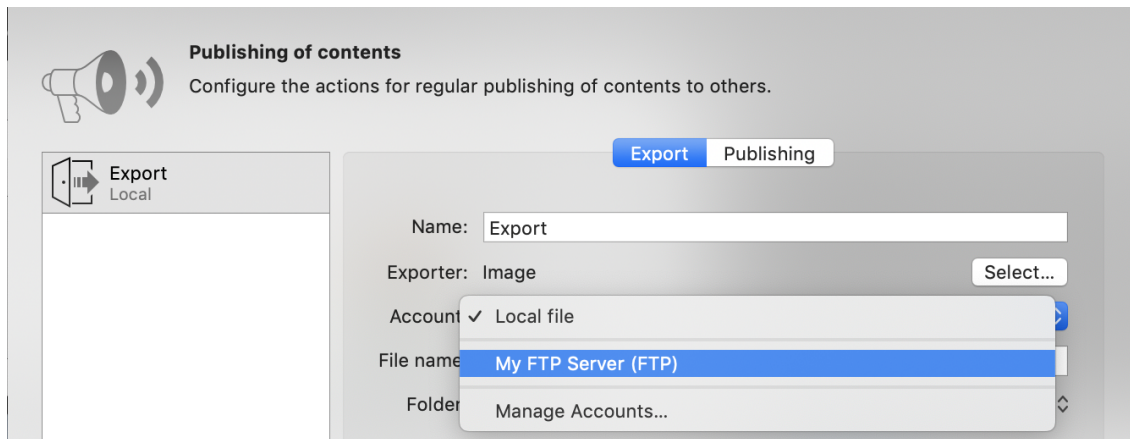 Publishing of contents
Configure the actions for regular publishing of contents to others.
Export
Local
Export Publishing
Name: Export
Exporter: Image Select...
Account ✓ Local file
File name My FTP Server (FTP)
Folder Manage Accounts...